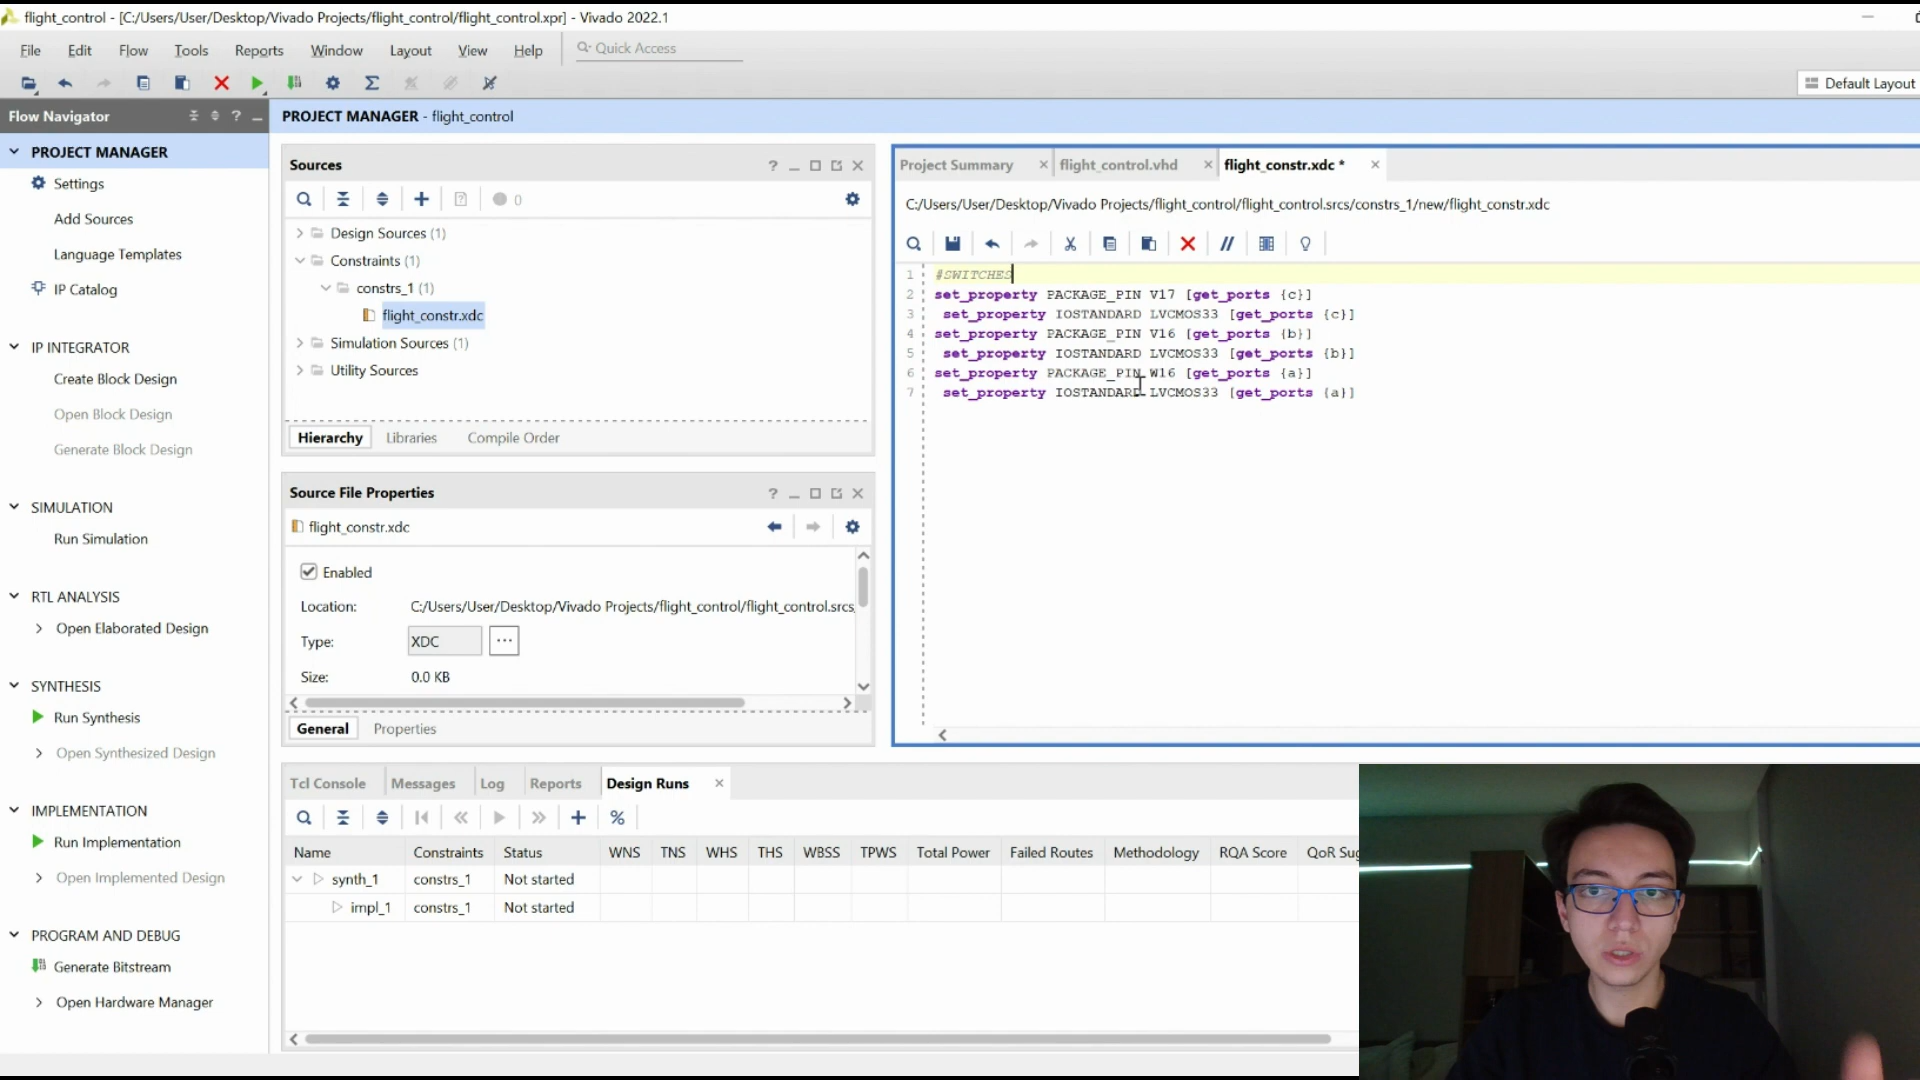 flight_control - [C:/Users/User/Desktop/Vivado Projects/flight_control/flight_control.xpr] - Vivado 2022.1
File Edit Flow Tools Reports Window Layout View Help Quick Access
Default Layout
Flow Navigator
PROJECT MANAGER - flight_control
PROJECT MANAGER
Settings
Add Sources
Language Templates
IP Catalog
IP INTEGRATOR
Create Block Design
Open Block Design
Generate Block Design
SIMULATION
Run Simulation
RTL ANALYSIS
Open Elaborated Design
SYNTHESIS
Run Synthesis
Open Synthesized Design
IMPLEMENTATION
Run Implementation
Open Implemented Design
PROGRAM AND DEBUG
Generate Bitstream
Open Hardware Manager
Sources
0
Design Sources (1)
Constraints (1)
constrs_1 (1)
flight_constr.xdc
Simulation Sources (1)
Utility Sources
Hierarchy Libraries Compile Order
Source File Properties
flight_constr.xdc
Enabled
Location: C:/Users/User/Desktop/Vivado Projects/flight_control/flight_control.srcs
Type: XDC
Size: 0.0 KB
General Properties
Project Summary flight_control.vhd flight_constr.xdc *
C:/Users/User/Desktop/Vivado Projects/flight_control/flight_control.srcs/constrs_1/new/flight_constr.xdc
1 #SWITCHES
2 set_property PACKAGE_PIN V17 [get_ports {c}]
3 set_property IOSTANDARD LVCMOS33 [get_ports {c}]
4 set_property PACKAGE_PIN V16 [get_ports {b}]
5 set_property IOSTANDARD LVCMOS33 [get_ports {b}]
6 set_property PACKAGE_PIN W16 [get_ports {a}]
7 set_property IOSTANDARD LVCMOS33 [get_ports {a}]
Tcl Console Messages Log Reports Design Runs
Name Constraints Status WNS TNS WHS THS WBSS TPWS Total Power Failed Routes Methodology RQA Score QoR Sug
synth_1 constrs_1 Not started
impl_1 constrs_1 Not started